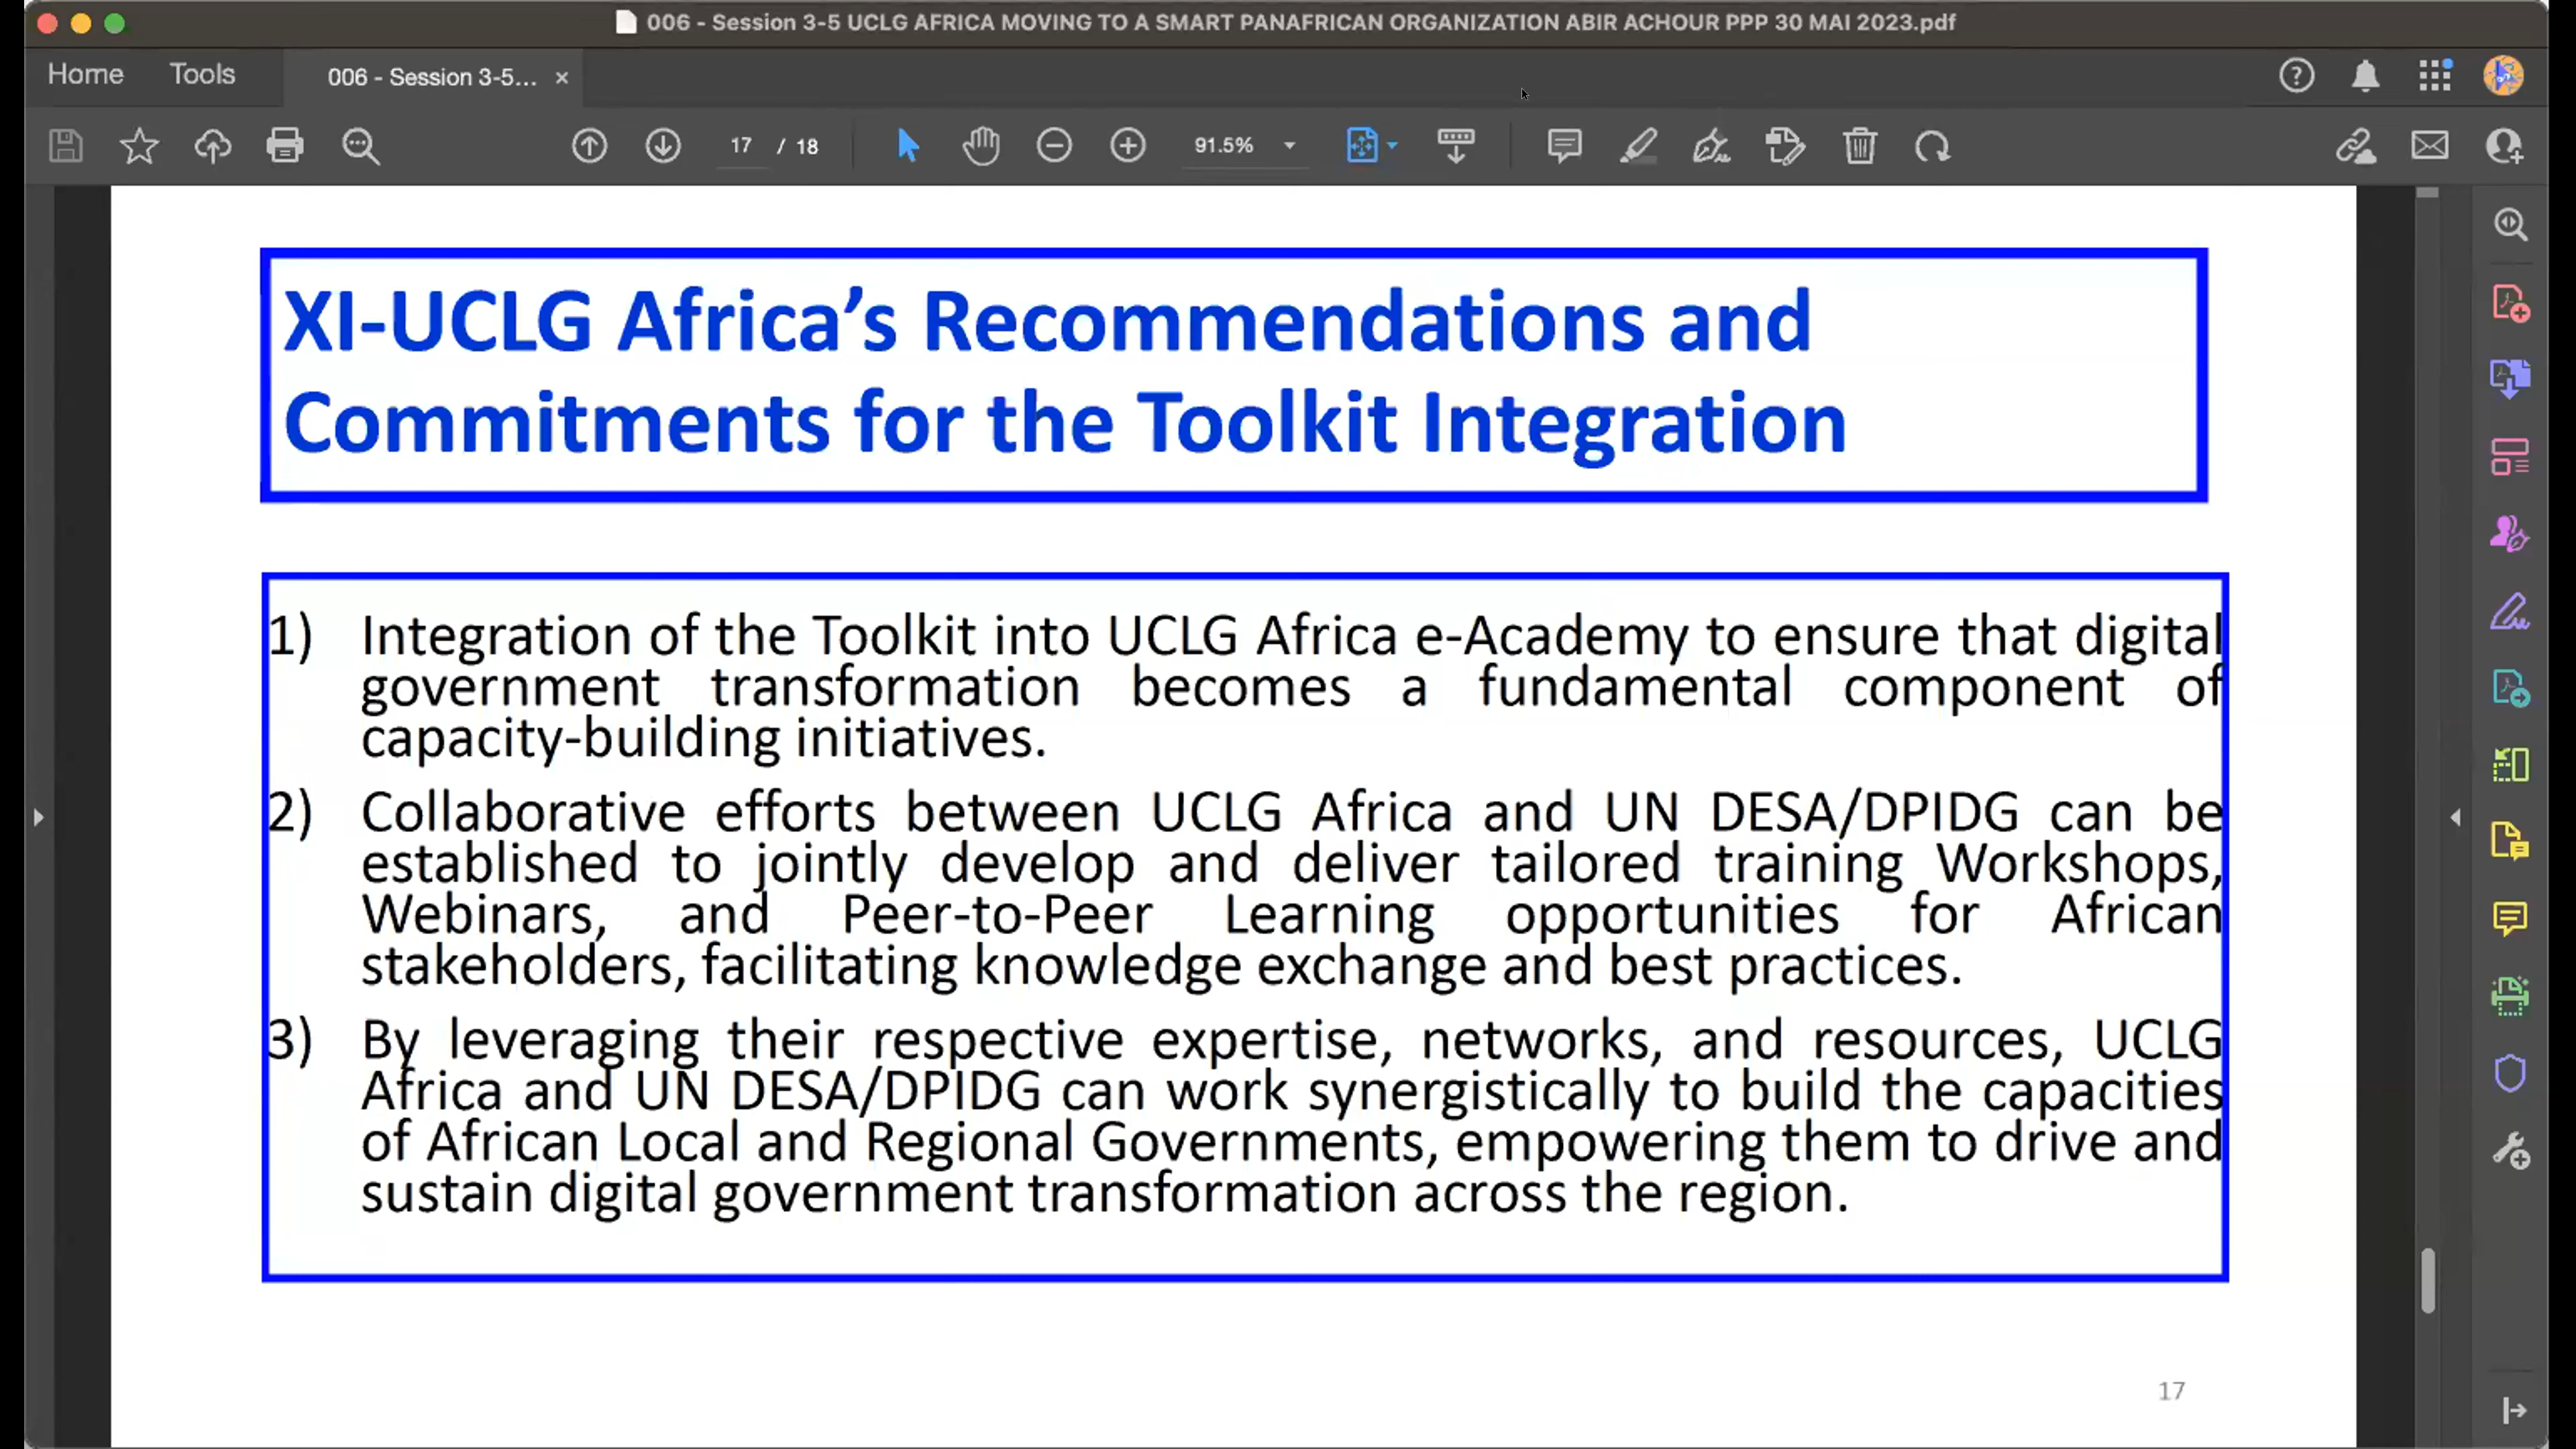 006 - Session 3-5 UCLG AFRICA MOVING TO A SMART PANAFRICAN ORGANIZATION ABIR ACHOUR PPP 30 MAI 2023.pdf
Home Tools 006 - Session 3-5... ×
17 / 18 91.5%
XI-UCLG Africa’s Recommendations and
Commitments for the Toolkit Integration
1) Integration of the Toolkit into UCLG Africa e-Academy to ensure that digital
government transformation becomes a fundamental component of
capacity-building initiatives.
2) Collaborative efforts between UCLG Africa and UN DESA/DPIDG can be
established to jointly develop and deliver tailored training Workshops,
Webinars, and Peer-to-Peer Learning opportunities for African
stakeholders, facilitating knowledge exchange and best practices.
3) By leveraging their respective expertise, networks, and resources, UCLG
Africa and UN DESA/DPIDG can work synergistically to build the capacities
of African Local and Regional Governments, empowering them to drive and
sustain digital government transformation across the region.
17